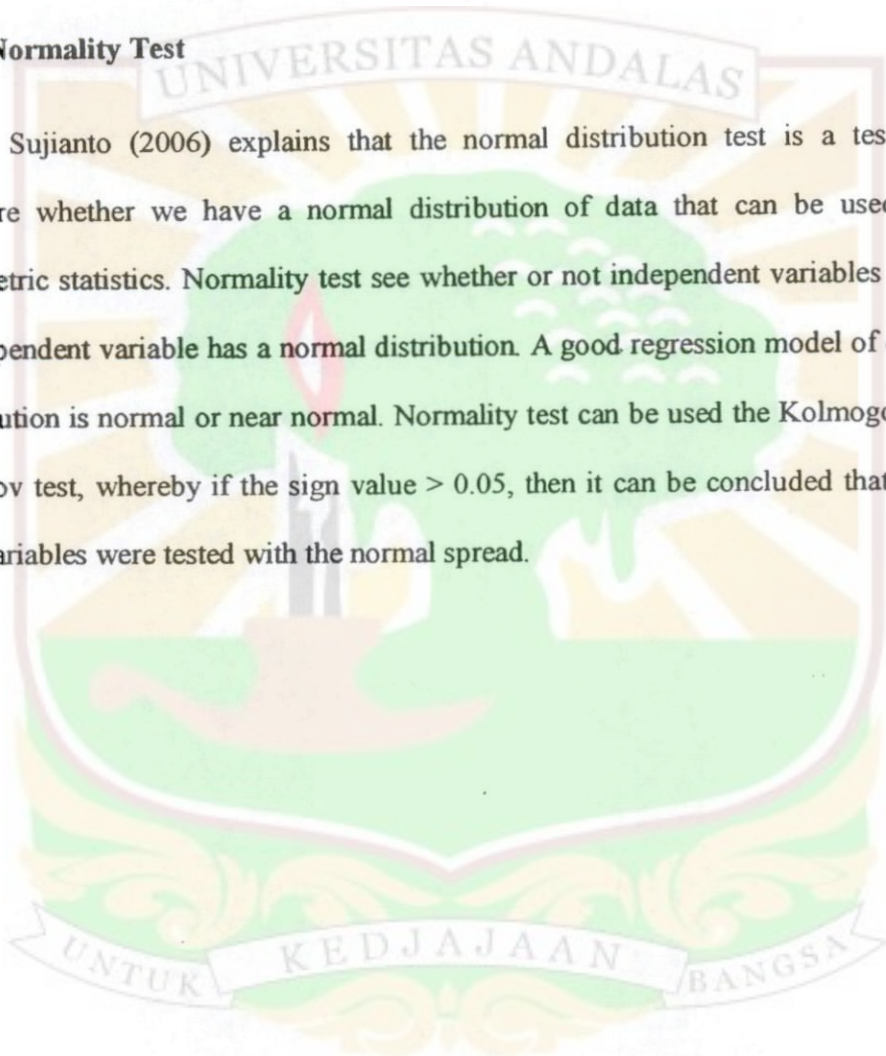 Normality Test
UNIVERSITAS ANDALAS
Sujianto (2006) explains that the normal distribution test is a tes
re whether we have a normal distribution of data that can be used
etric statistics. Normality test see whether or not independent variables
pendent variable has a normal distribution. A good regression model of
ution is normal or near normal. Normality test can be used the Kolmogo
ov test, whereby if the sign value > 0.05, then it can be concluded that
ariables were tested with the normal spread.
UNTUK KEDJAJAAN BANGSA